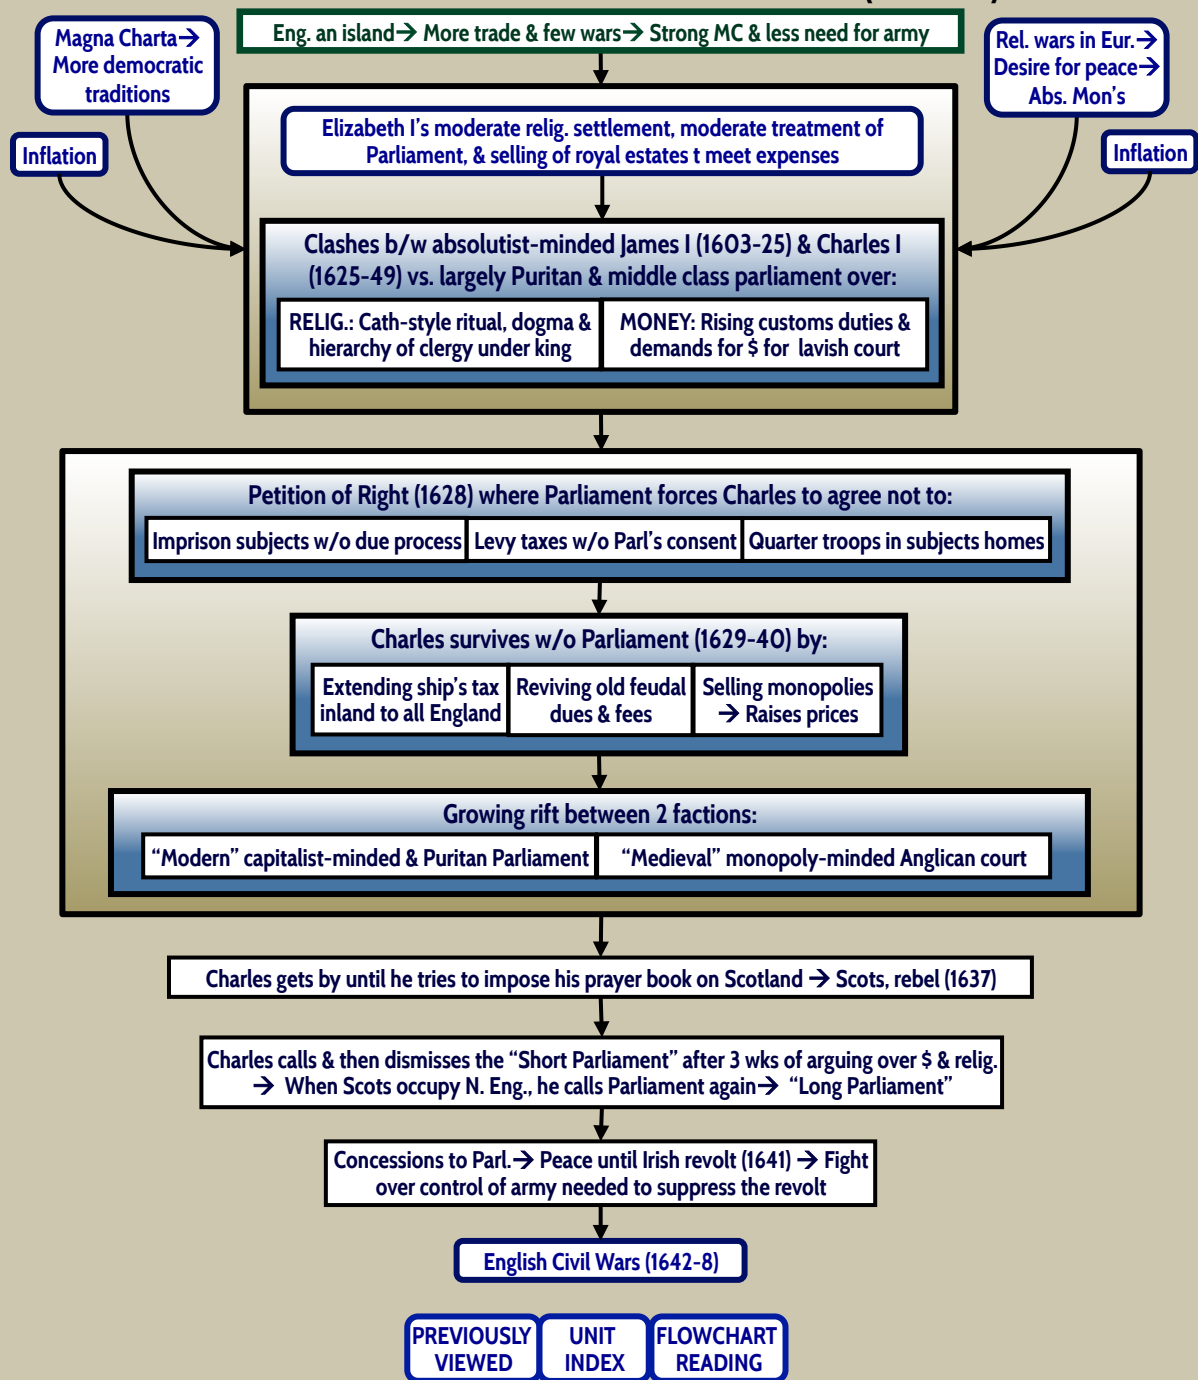 Eng. an island→ More trade & few wars→ Strong MC & less need for army
Magna Charta→
More democratic
traditions
Rel. wars in Eur.→
Desire for peace→
Abs. Mon's
Inflation
Inflation
Elizabeth I's moderate relig. settlement, moderate treatment of
Parliament, & selling of royal estates t meet expenses
Clashes b/w absolutist-minded James I (1603-25) & Charles I
(1625-49) vs. largely Puritan & middle class parliament over:
RELIG.: Cath-style ritual, dogma &
hierarchy of clergy under king
MONEY: Rising customs duties &
demands for $ for lavish court
Petition of Right (1628) where Parliament forces Charles to agree not to:
Imprison subjects w/o due process
Levy taxes w/o Parl's consent
Quarter troops in subjects homes
Charles survives w/o Parliament (1629-40) by:
Extending ship's tax
inland to all England
Reviving old feudal
dues & fees
Selling monopolies
→ Raises prices
Growing rift between 2 factions:
“Modern” capitalist-minded & Puritan Parliament
“Medieval” monopoly-minded Anglican court
Charles gets by until he tries to impose his prayer book on Scotland → Scots, rebel (1637)
Charles calls & then dismisses the “Short Parliament” after 3 wks of arguing over $ & relig.
→ When Scots occupy N. Eng., he calls Parliament again→ “Long Parliament”
Concessions to Parl.→ Peace until Irish revolt (1641) → Fight
over control of army needed to suppress the revolt
English Civil Wars (1642-8)
PREVIOUSLY
VIEWED
UNIT
INDEX
FLOWCHART
READING